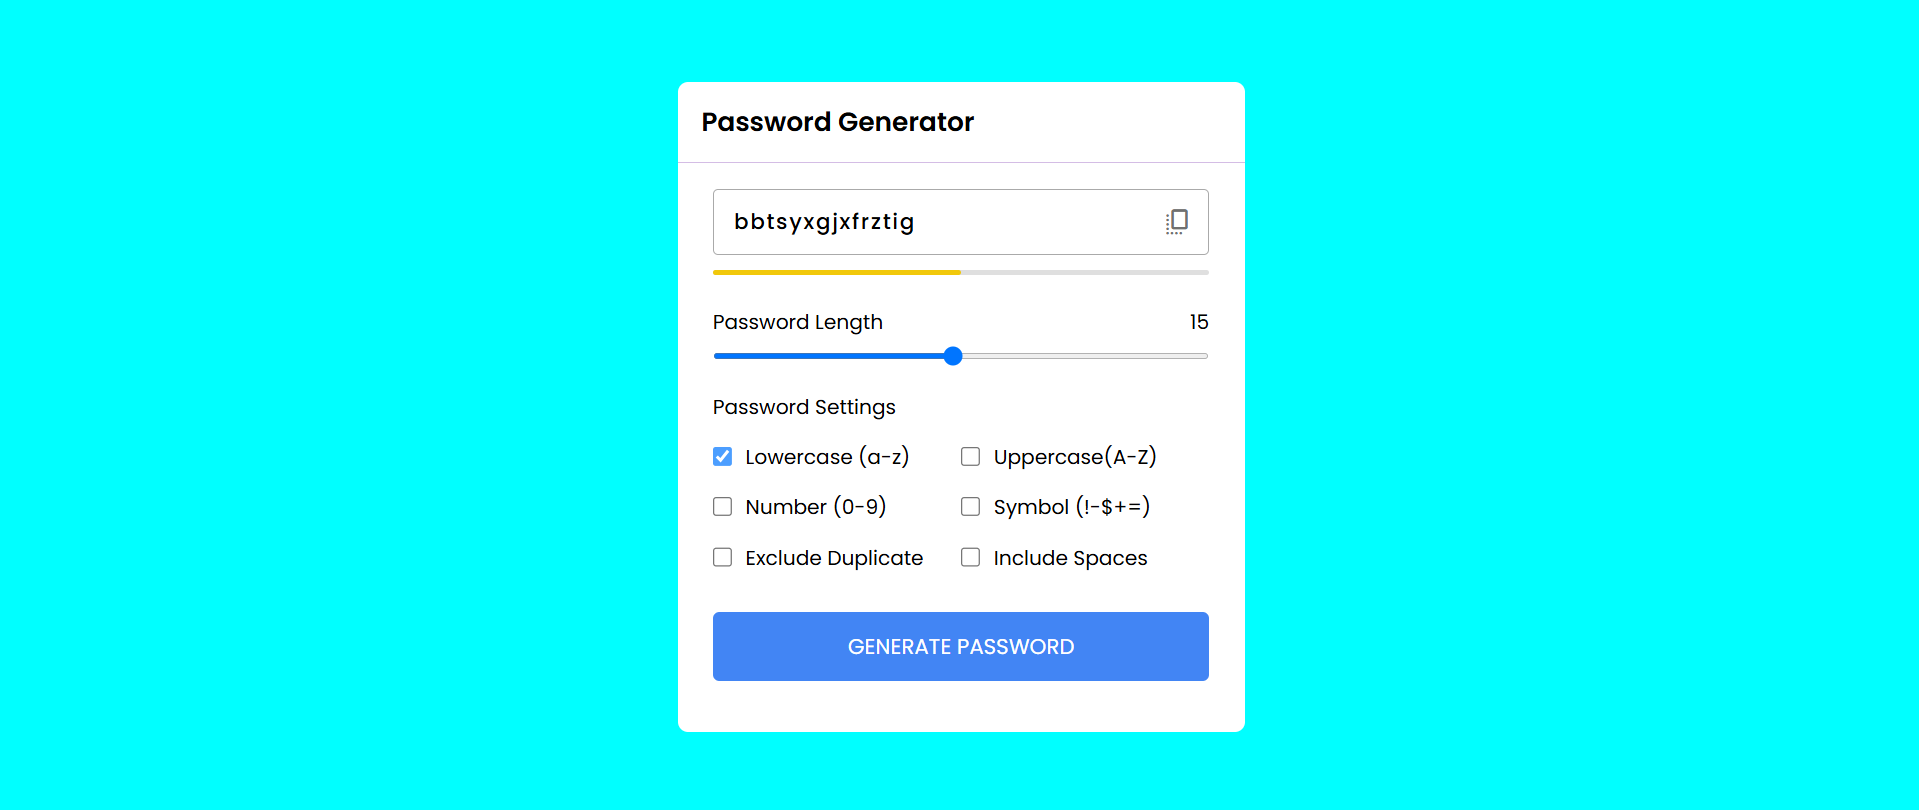 Password Generator
bbtsyxgjxfrztig
Password Length 15
Password Settings
Lowercase (a-z) Uppercase(A-Z)
Number (0-9) Symbol (!-$+=)
Exclude Duplicate Include Spaces
GENERATE PASSWORD